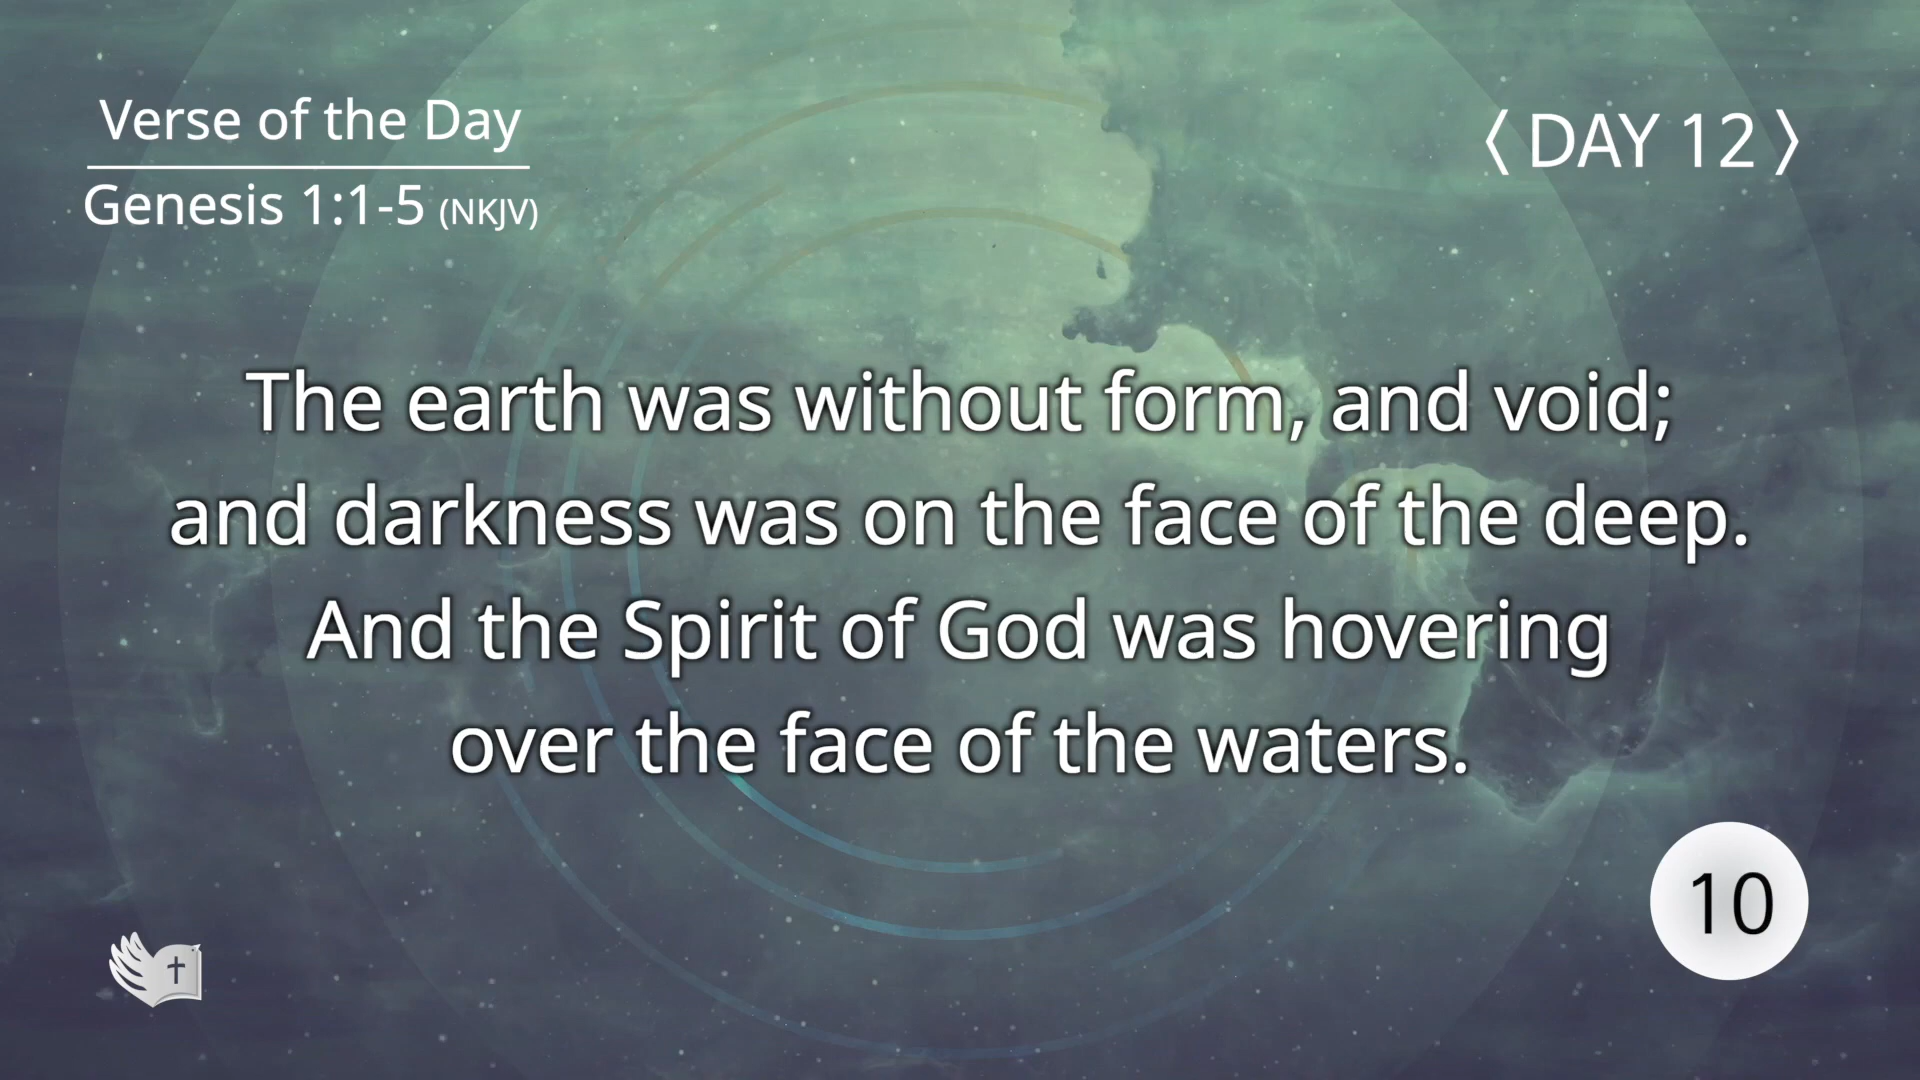 Verse of the Day
Genesis 1:1-5 (NKJV)
〈 DAY 12 〉
The earth was without form, and void;
and darkness was on the face of the deep.
And the Spirit of God was hovering
over the face of the waters.
10